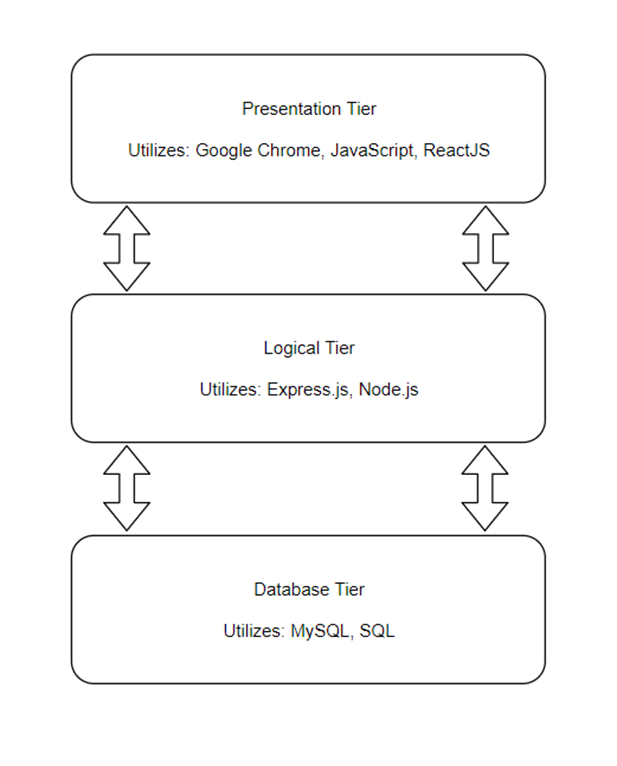 Presentation Tier
Utilizes: Google Chrome, JavaScript, ReactJS
Logical Tier
Utilizes: Express.js, Node.js
Database Tier
Utilizes: MySQL, SQL